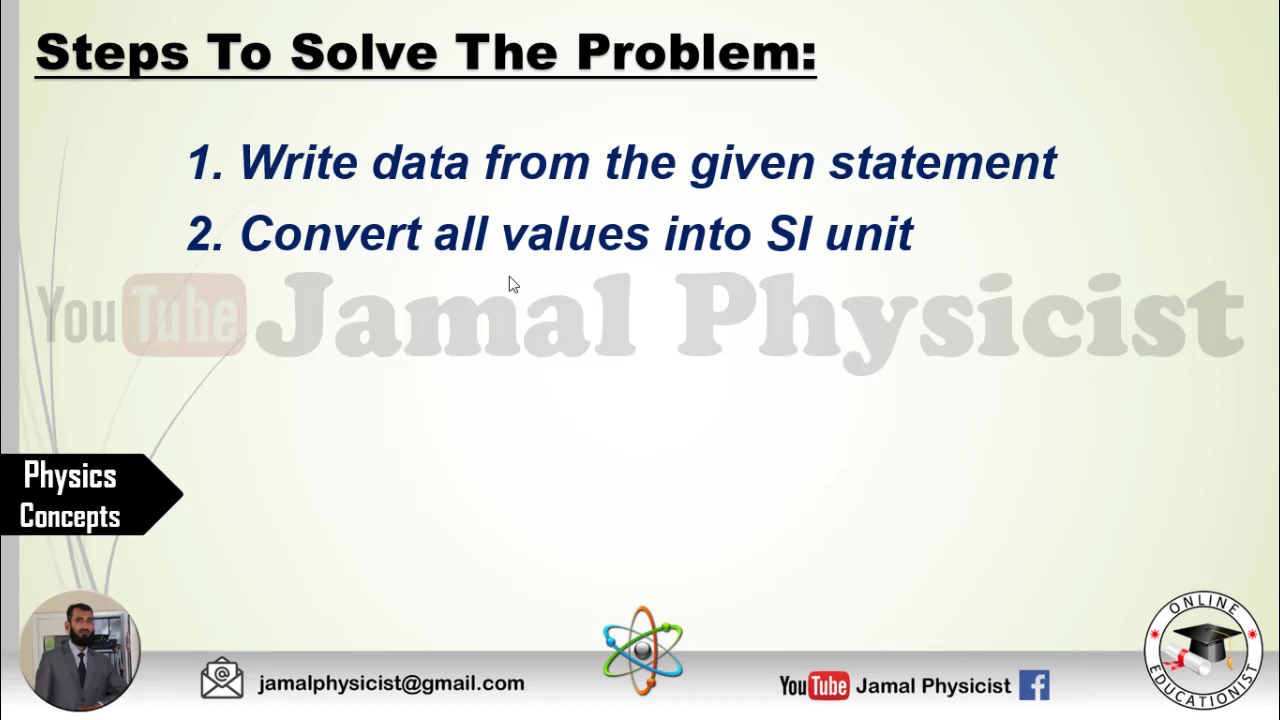 Steps To Solve The Problem:
1. Write data from the given statement
2. Convert all values into SI unit
YouTube Jamal Physicist
Physics
Concepts
jamalphysicist@gmail.com
YouTube Jamal Physicist f
ONLINE
EDUCATIONIST